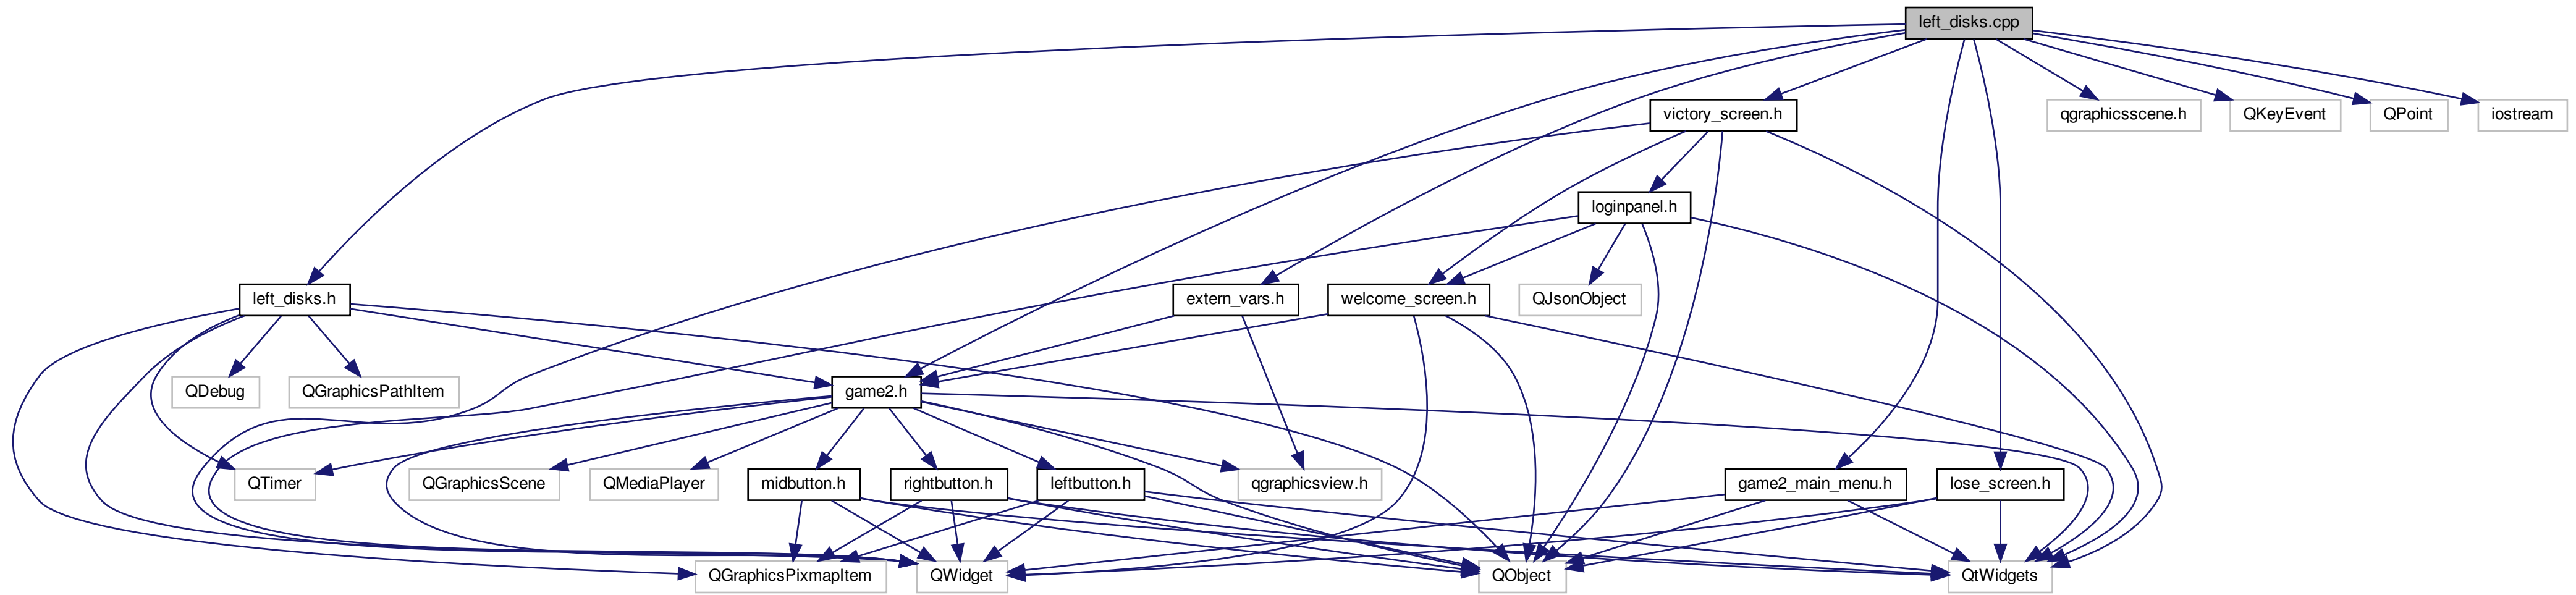 left_disks.cpp
victory_screen.h
qgraphicsscene.h
QKeyEvent
QPoint
iostream
loginpanel.h
left_disks.h
extern_vars.h
welcome_screen.h
QJsonObject
QDebug
QGraphicsPathItem
game2.h
QTimer
QGraphicsScene
QMediaPlayer
midbutton.h
rightbutton.h
leftbutton.h
qgraphicsview.h
game2_main_menu.h
lose_screen.h
QGraphicsPixmapItem
QWidget
QObject
QtWidgets